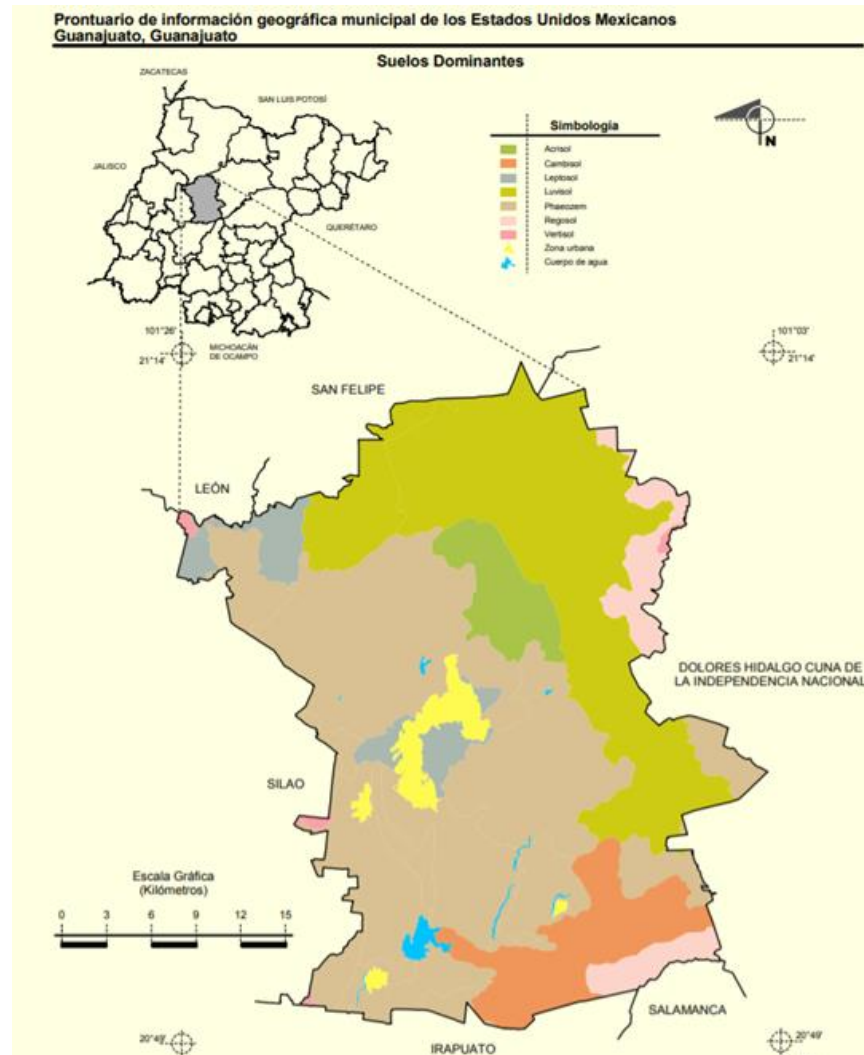 Prontuario de información geográfica municipal de los Estados Unidos Mexicanos
Guanajuato, Guanajuato
Suelos Dominantes
ZACATECAS
SAN LUIS POTOSÍ
JALISCO
QUERÉTARO
MICHOACÁN
DE OCAMPO
Simbología
Acrisol
Cambisol
Leptosol
Luvisol
Phaeozem
Regosol
Vertisol
Zona urbana
Cuerpo de agua
N
101°26'
21°14'
101°03'
21°14'
SAN FELIPE
LEÓN
DOLORES HIDALGO CUNA DE
LA INDEPENDENCIA NACIONAL
SILAO
Escala Gráfica
(Kilómetros)
0 3 6 9 12 15
SALAMANCA
IRAPUATO
20°49'
20°49'